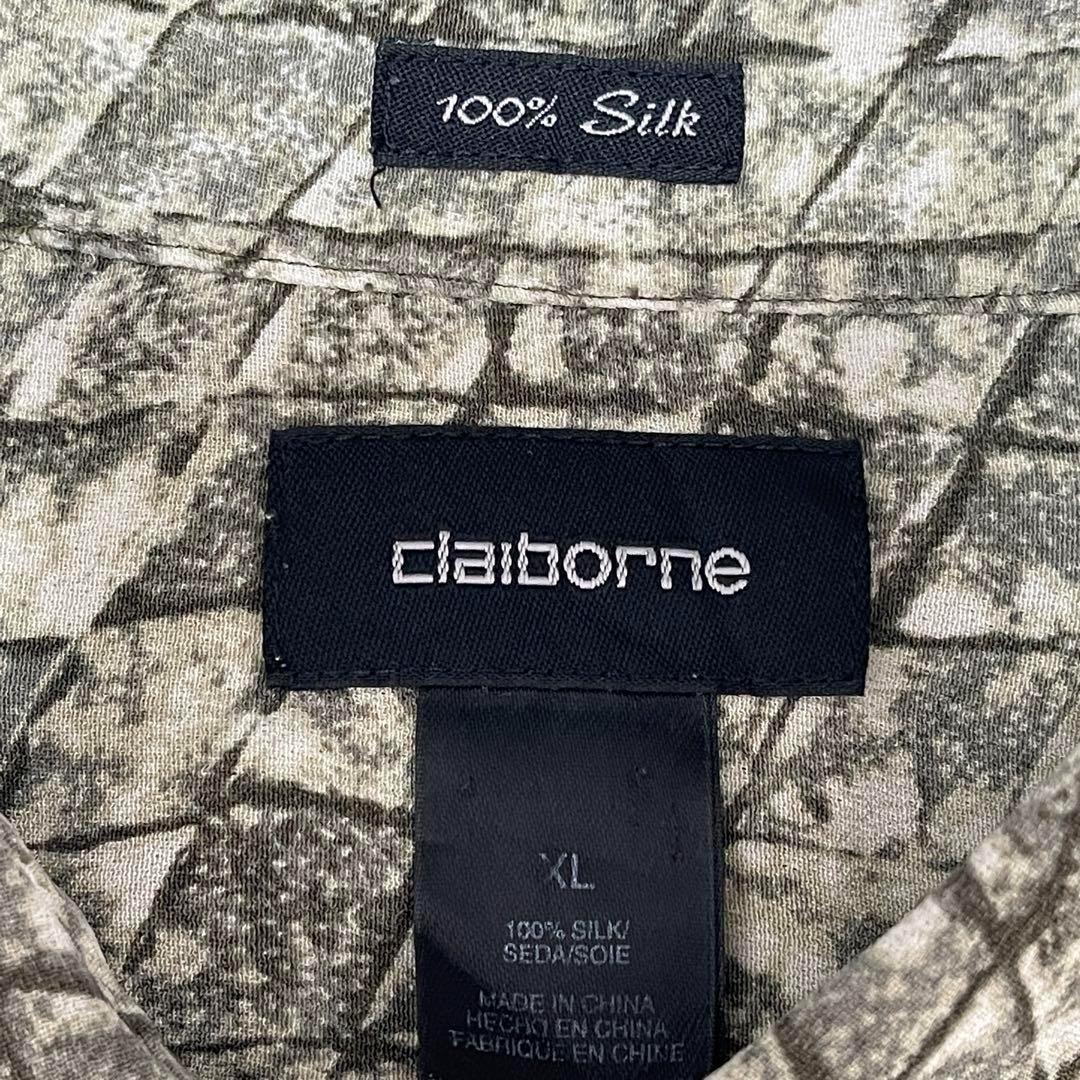 100% Silk
claiborne
XL
100% SILK/
SEDA/SOIE
MADE IN CHINA
HECHO EN CHINA
FABRIQUE EN CHINE